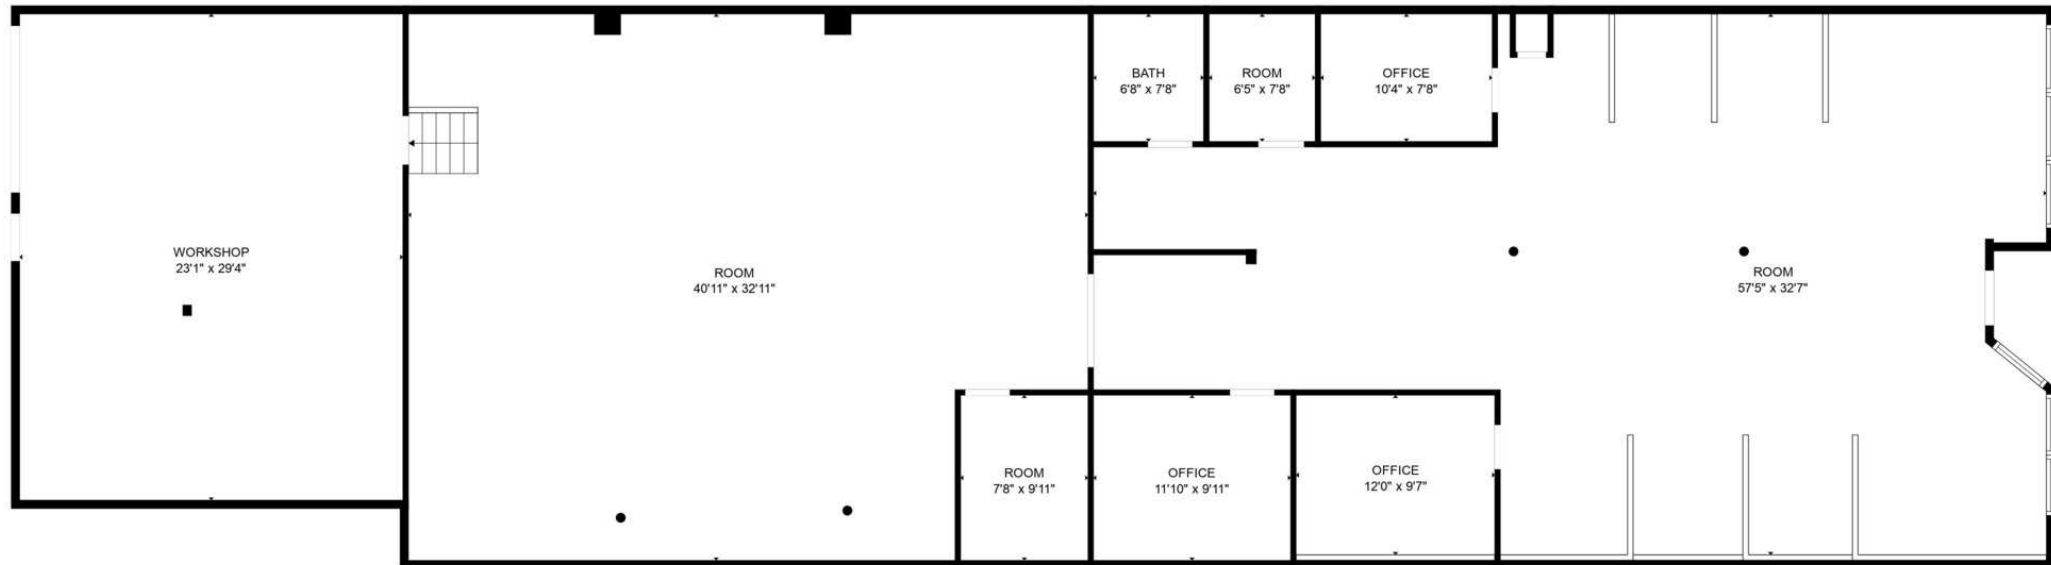 BATH
6'8" x 7'8"
ROOM
6'5" x 7'8"
OFFICE
10'4" x 7'8"
WORKSHOP
23'1" x 29'4"
ROOM
40'11" x 32'11"
ROOM
57'5" x 32'7"
ROOM
7'8" x 9'11"
OFFICE
11'10" x 9'11"
OFFICE
12'0" x 9'7"